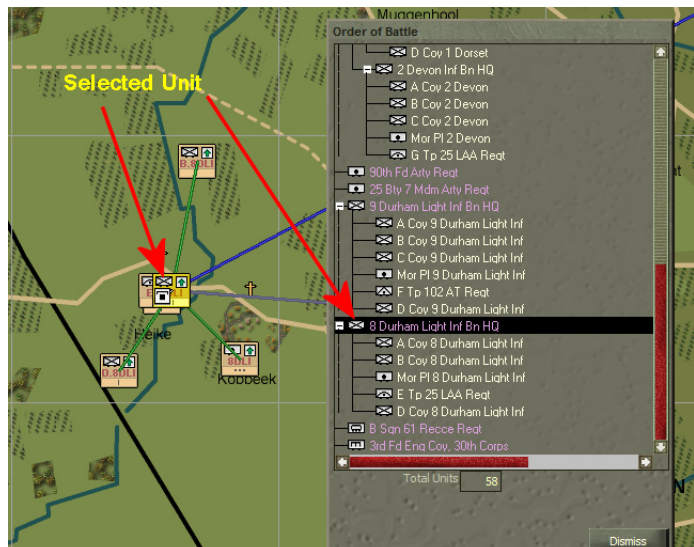 Muggenhool
Order of Battle
D Coy 1 Dorset
2 Devon Inf Bn HQ
A Coy 2 Devon
B Coy 2 Devon
C Coy 2 Devon
Mor Pl 2 Devon
G Tp 25 LAA Regt
90th Fd Arty Regt
25 Bty 7 Mdm Arty Regt
9 Durham Light Inf Bn HQ
A Coy 9 Durham Light Inf
B Coy 9 Durham Light Inf
C Coy 9 Durham Light Inf
Mor Pl 9 Durham Light Inf
F Tp 102 AT Regt
D Coy 9 Durham Light Inf
8 Durham Light Inf Bn HQ
A Coy 8 Durham Light Inf
B Coy 8 Durham Light Inf
Mor Pl 8 Durham Light Inf
E Tp 25 LAA Regt
D Coy 8 Durham Light Inf
B Sqn 61 Recce Regt
3rd Fd Eng Coy, 30th Corps
Total Units 58
Dismiss
Selected Unit
B.8DLI
Heike
D.8DLI
8DLI
Kobbeek
N